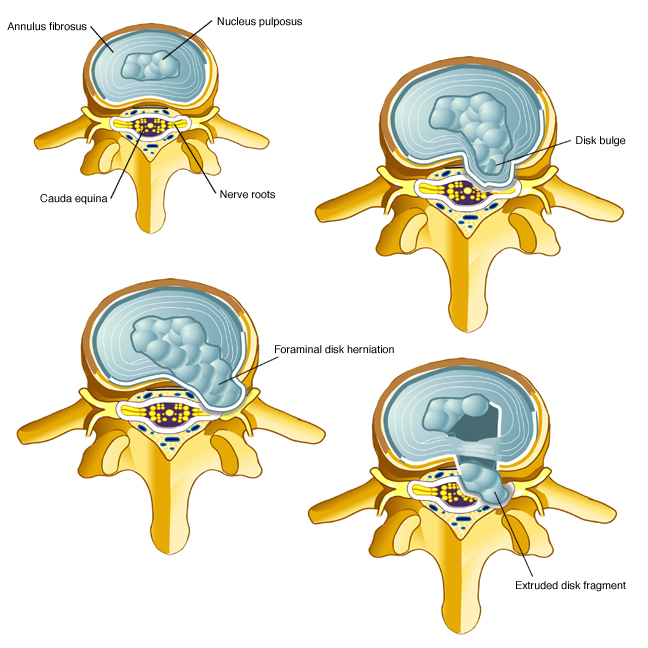 Annulus fibrosus
Nucleus pulposus
Cauda equina
Nerve roots
Disk bulge
Foraminal disk herniation
Extruded disk fragment